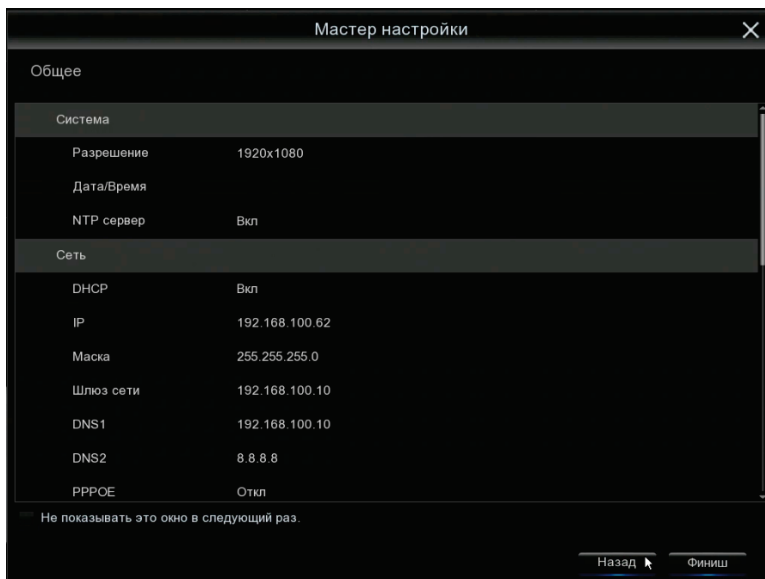 Мастер настройки
Общее
Система
Разрешение 1920x1080
Дата/Время
NTP сервер Вкл
Сеть
DHCP Вкл
IP 192.168.100.62
Маска 255.255.255.0
Шлюз сети 192.168.100.10
DNS1 192.168.100.10
DNS2 8.8.8.8
PPPOE Откл
Не показывать это окно в следующий раз.
Назад Финиш